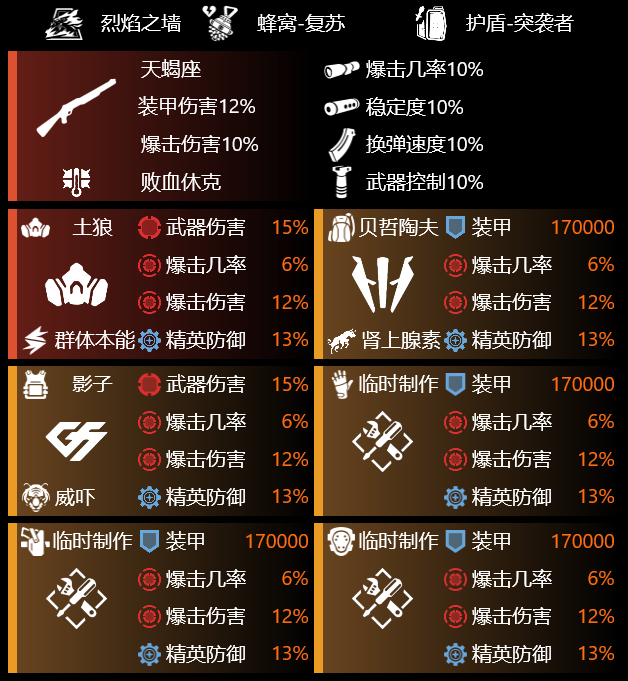 烈焰之墙 蜂窝-复苏 护盾-突袭者
天蝎座 爆击几率10%
装甲伤害12% 稳定度10%
爆击伤害10% 换弹速度10%
败血休克 武器控制10%
土狼 武器伤害 15%
爆击几率 6%
爆击伤害 12%
群体本能 精英防御 13%
贝哲陶夫 装甲 170000
爆击几率 6%
爆击伤害 12%
肾上腺素 精英防御 13%
影子 武器伤害 15%
爆击几率 6%
爆击伤害 12%
威吓 精英防御 13%
临时制作 装甲 170000
爆击几率 6%
爆击伤害 12%
精英防御 13%
临时制作 装甲 170000
爆击几率 6%
爆击伤害 12%
精英防御 13%
临时制作 装甲 170000
爆击几率 6%
爆击伤害 12%
精英防御 13%